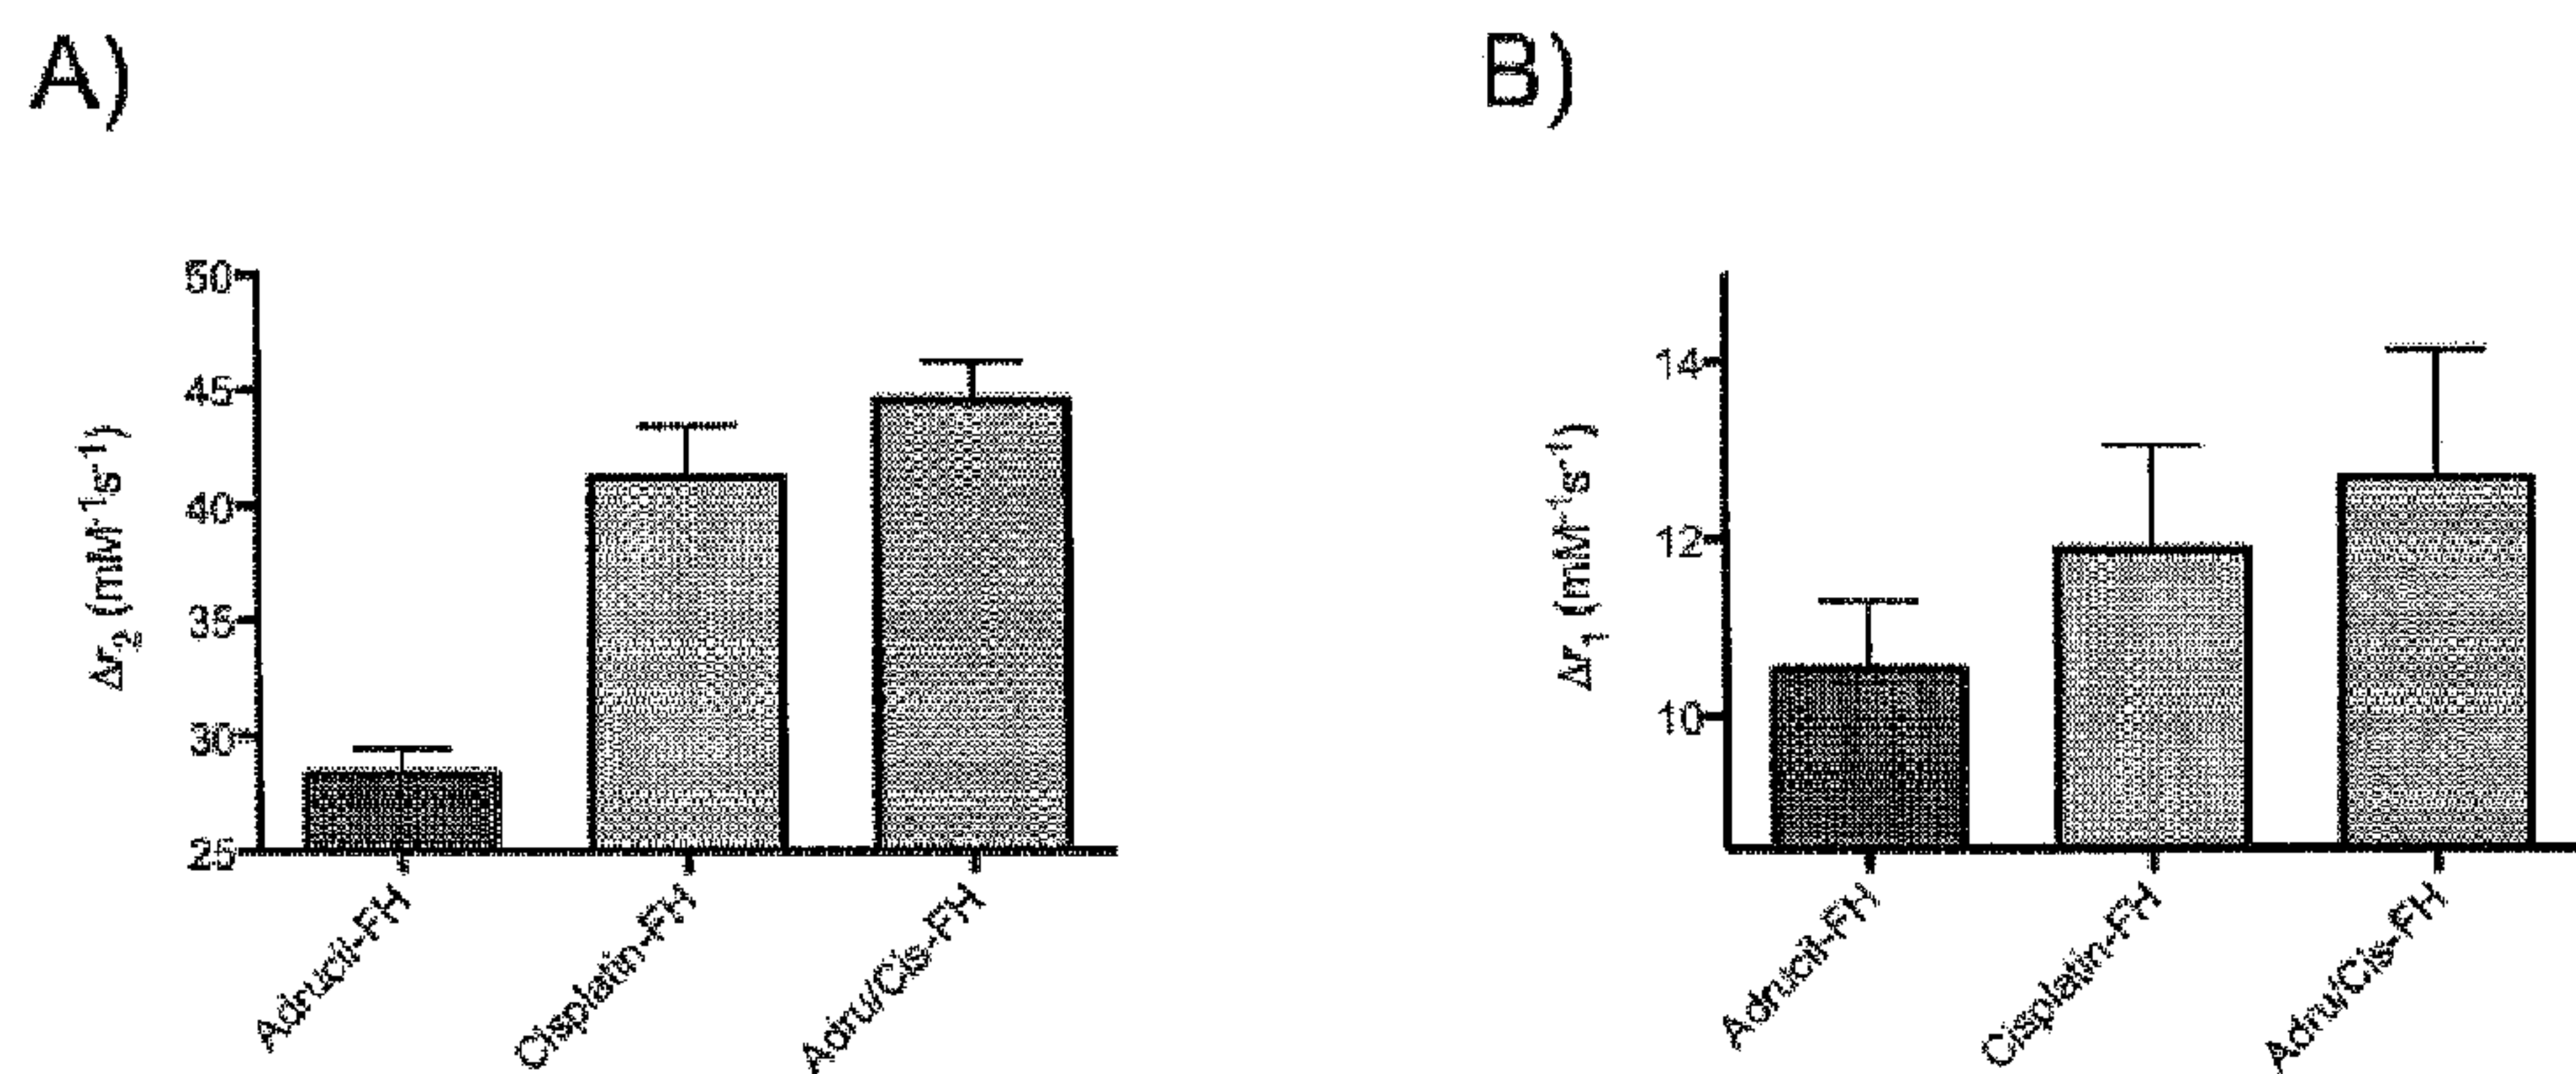 A)
B)
Δr₂ (mM⁻¹s⁻¹)
50
45
40
35
30
25
Adrucil-FH
Cisplatin-FH
Adru/Cis-FH
Δr₁ (mM⁻¹s⁻¹)
14
12
10
Adrucil-FH
Cisplatin-FH
Adru/Cis-FH